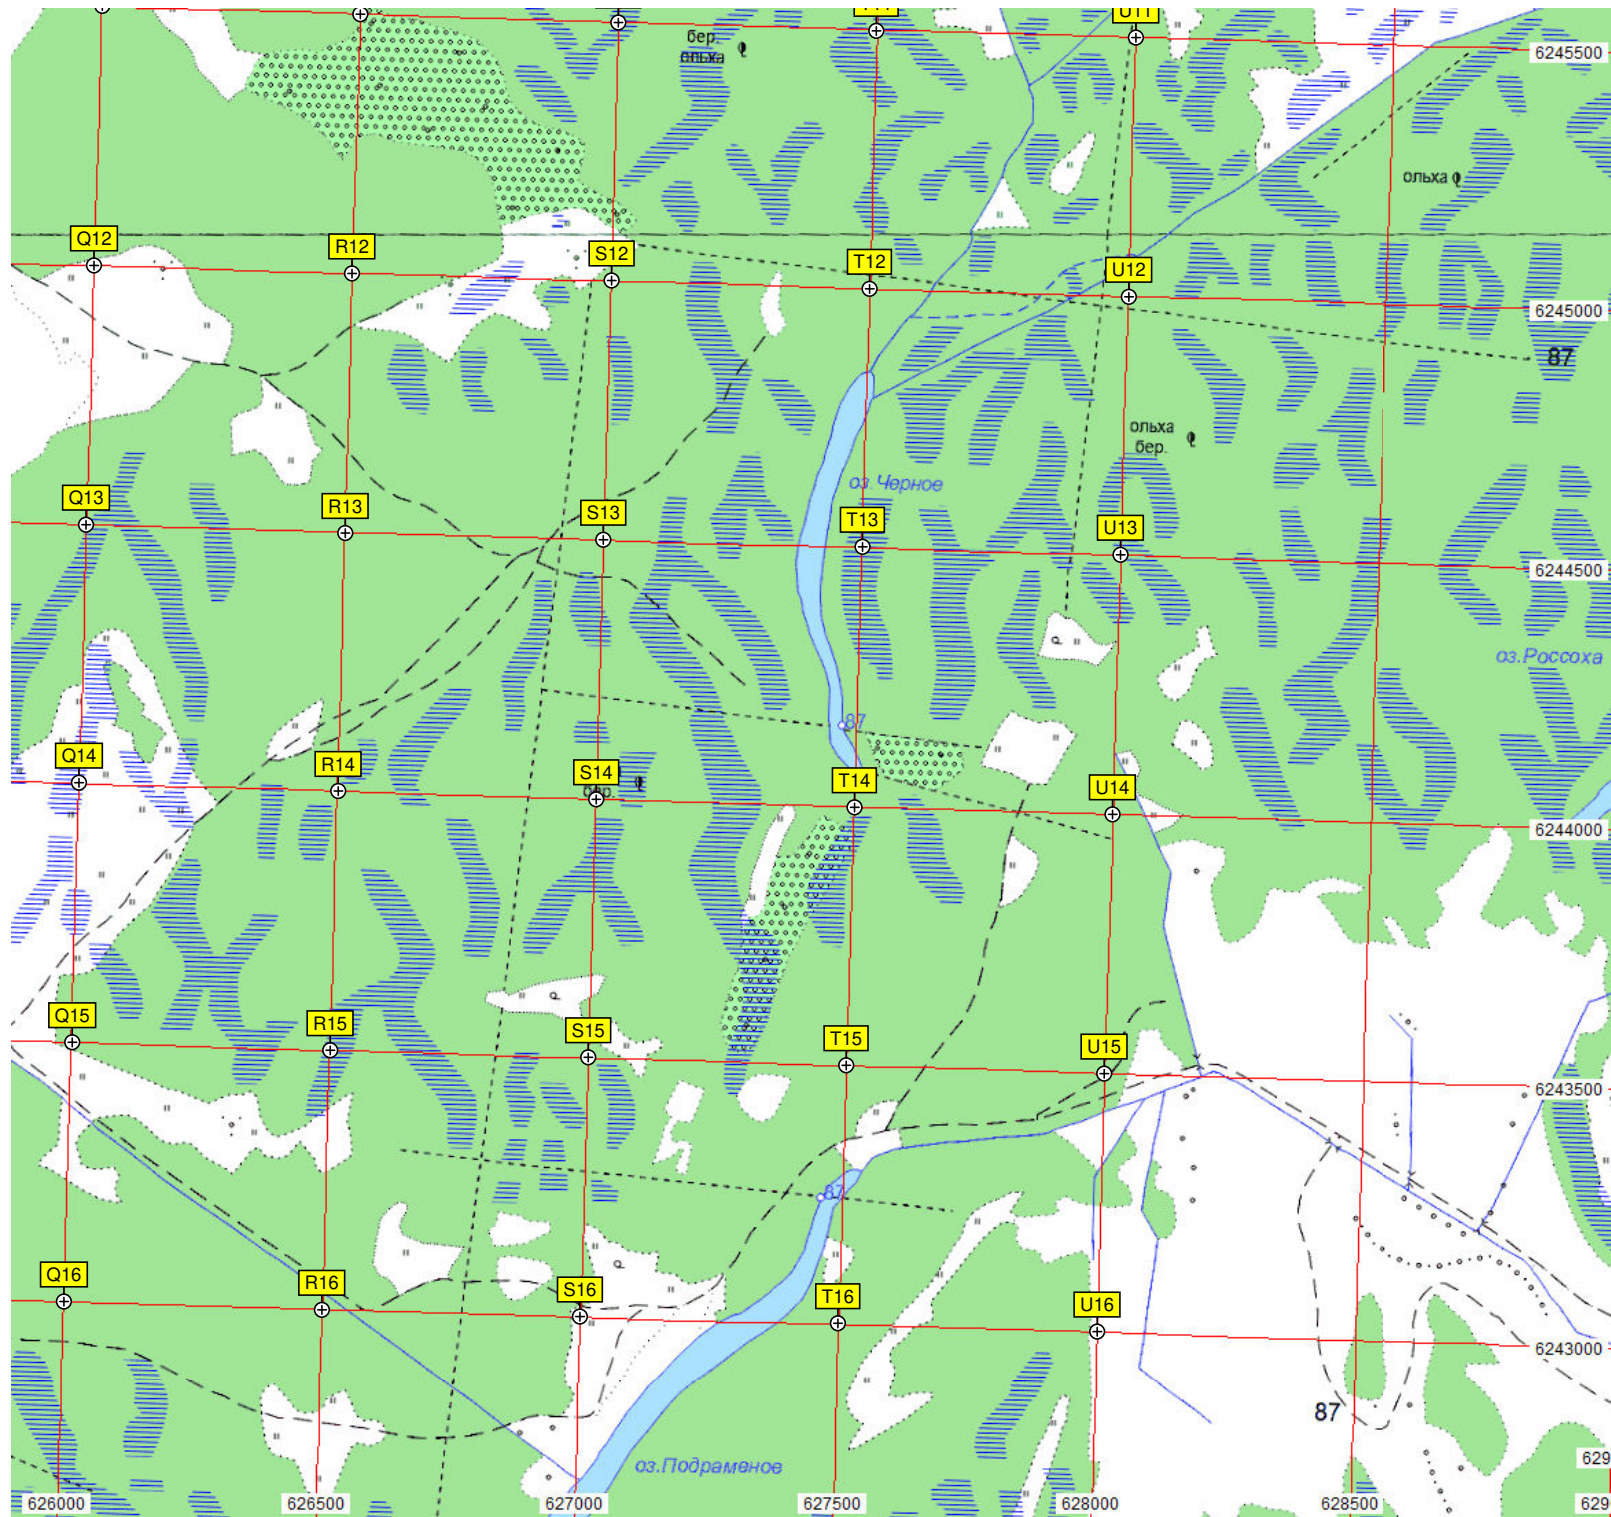 T11
U11
бер.
ольха
6245500
ольха
Q12
R12
S12
T12
U12
6245000
87
ольха
бер.
оз.Черное
Q13
R13
S13
T13
U13
6244500
оз.Россоха
87
Q14
R14
S14
T14
U14
бер.
6244000
Q15
R15
S15
T15
U15
6243500
87
Q16
R16
S16
T16
U16
6243000
87
оз.Подраменое
629
626000
626500
627000
627500
628000
628500
629